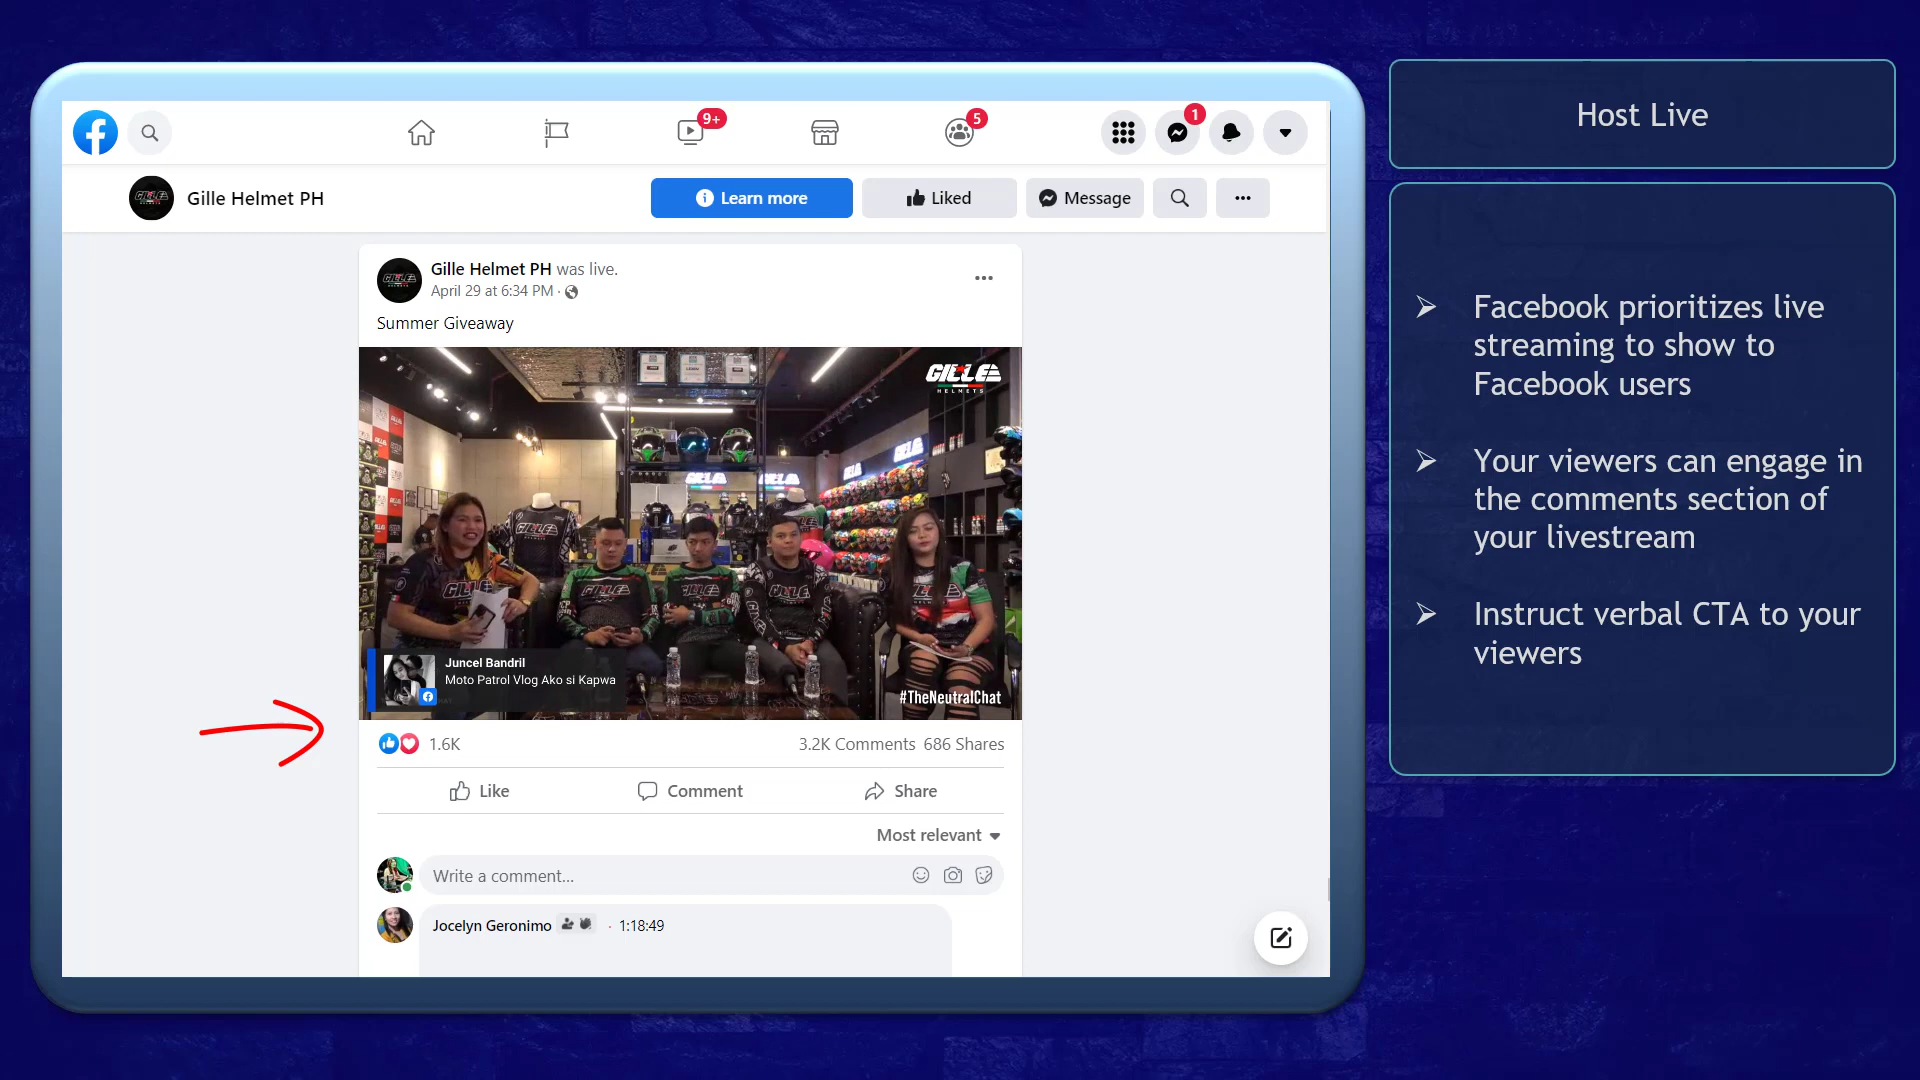 9+
5
1
Gille Helmet PH
Learn more
Liked
Message
Gille Helmet PH was live.
April 29 at 6:34 PM ·
Summer Giveaway
GILLE
HELMETS
Juncel Bandril
Moto Patrol Vlog Ako si Kapwa
#TheNeutralChat
1.6K
3.2K Comments 686 Shares
Like
Comment
Share
Most relevant
Write a comment...
Jocelyn Geronimo · 1:18:49
Host Live
Facebook prioritizes live
streaming to show to
Facebook users
Your viewers can engage in
the comments section of
your livestream
Instruct verbal CTA to your
viewers